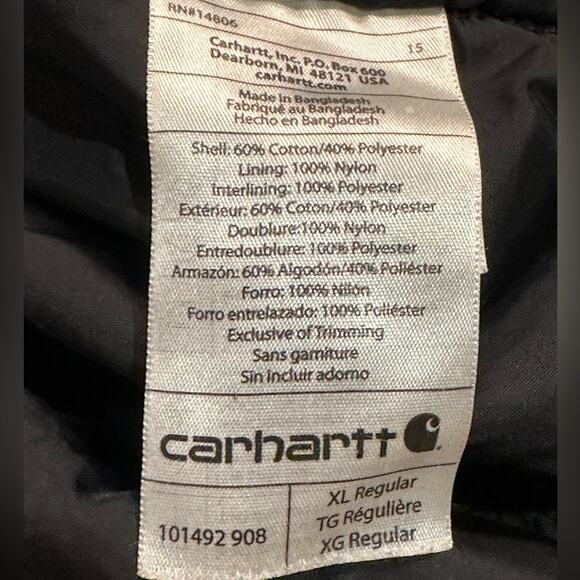 RN#14806
15
Carhartt, Inc. P.O. Box 600
Dearborn, MI 48121 USA
carhartt.com
Made in Bangladesh
Fabriqué au Bangladesh
Hecho en Bangladesh
Shell: 60% Cotton/40% Polyester
Lining: 100% Nylon
Interlining: 100% Polyester
Extérieur: 60% Coton/40% Polyester
Doublure:100% Nylon
Entredoublure: 100% Polyester
Armazón: 60% Algodón/40% Poliéster
Forro: 100% Nilón
Forro entrelazado: 100% Poliéster
Exclusive of Trimming
Sans garniture
Sin incluir adorno
carhartt
101492 908
XL Regular
TG Régulière
XG Regular